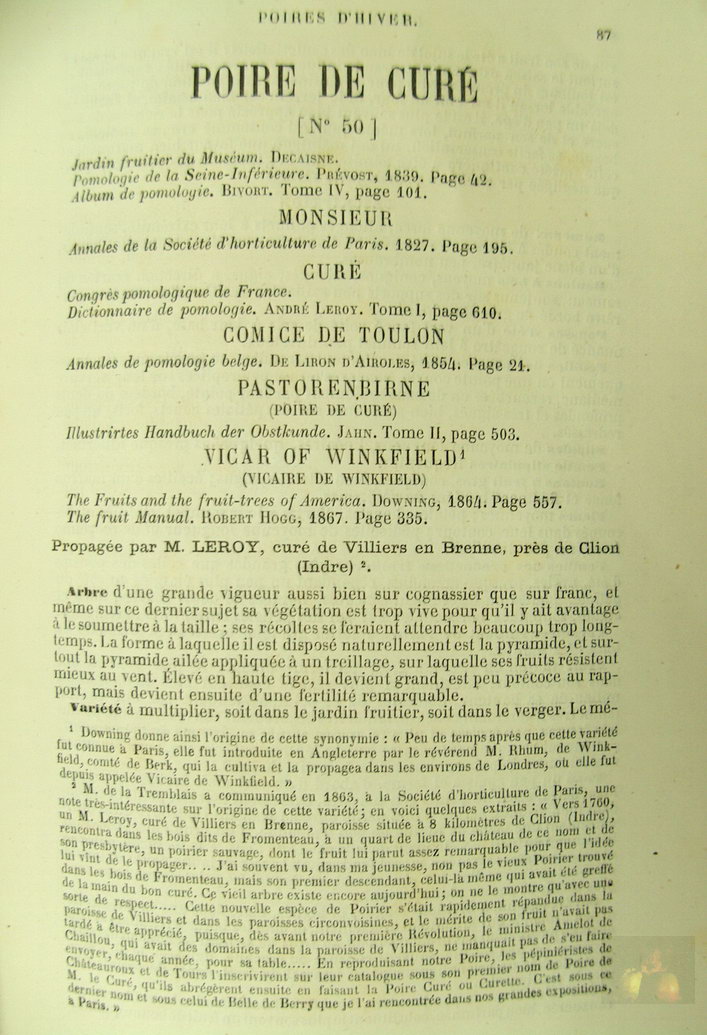 POIRES D'HIVER.
87
POIRE DE CURÉ
[N° 50]
Jardin fruitier du Muséum. DECAISNE.
Pomologie de la Seine-Inférieure. PRÉVOST, 1839. Page 42.
Album de pomologie. BIVORT. Tome IV, page 101.
MONSIEUR
Annales de la Société d'horticulture de Paris. 1827. Page 195.
CURÉ
Congrès pomologique de France.
Dictionnaire de pomologie. ANDRÉ LEROY. Tome I, page 610.
COMICE DE TOULON
Annales de pomologie belge. DE LIRON D'AIROLES, 1854. Page 21.
PASTORENBIRNE
(POIRE DE CURÉ)
Illustrirtes Handbuch der Obstkunde. JAHN. Tome II, page 503.
VICAR OF WINKFIELD¹
(VICAIRE DE WINKFIELD)
The Fruits and the fruit-trees of America. DOWNING, 1864. Page 557.
The fruit Manual. ROBERT HOGG, 1867. Page 335.
Propagée par M. LEROY, curé de Villiers en Brenne, près de Clion
(Indre) ².
Arbre d'une grande vigueur aussi bien sur cognassier que sur franc, et
même sur ce dernier sujet sa végétation est trop vive pour qu'il y ait avantage
à le soumettre à la taille ; ses récoltes se feraient attendre beaucoup trop long-
temps. La forme à laquelle il est disposé naturellement est la pyramide, et sur-
tout la pyramide ailée appliquée à un treillage, sur laquelle ses fruits résistent
mieux au vent. Élevé en haute tige, il devient grand, est peu précoce au rap-
port, mais devient ensuite d'une fertilité remarquable.
Variété à multiplier, soit dans le jardin fruitier, soit dans le verger. Le mé-
¹ Downing donne ainsi l'origine de cette synonymie : « Peu de temps après que cette variété
fut connue à Paris, elle fut introduite en Angleterre par le révérend M. Rhum, de Wink-
field, comté de Berk, qui la cultiva et la propagea dans les environs de Londres, où elle fut
depuis appelée Vicaire de Winkfield. »
² M. de la Tremblais a communiqué en 1863, à la Société d'horticulture de Paris, une
note très-intéressante sur l'origine de cette variété; en voici quelques extraits : « Vers 1760,
un M. Leroy, curé de Villiers en Brenne, paroisse située à 8 kilomètres de Clion (Indre),
rencontra dans les bois dits de Fromenteau, à un quart de lieue du château de ce nom et de
son presbytère, un poirier sauvage, dont le fruit lui parut assez remarquable pour que l'idée
lui vint de le propager.... J'ai souvent vu, dans ma jeunesse, non pas le vieux Poirier trouvé
dans les bois de Fromenteau, mais son premier descendant, celui-là même qui avait été greffé
de la main du bon curé. Ce vieil arbre existe encore aujourd'hui ; on ne le montre qu'avec une
sorte de respect..... Cette nouvelle espèce de Poirier s'était rapidement répandue dans la
paroisse de Villiers et dans les paroisses circonvoisines, et le mérite de son fruit n'avait pas
tardé à être apprécié, puisque, dès avant notre première Révolution, le ministre Amelot de
Chaillou, qui avait des domaines dans la paroisse de Villiers, ne manquait pas de s'en faire
envoyer, chaque année, pour sa table..... En reproduisant notre Poire, les pépiniéristes de
Châteauroux et de Tours l'inscrivirent sur leur catalogue sous son premier nom de Poire de
M. le Curé, qu'ils abrégèrent ensuite en faisant la Poire Curé ou Curette. C'est sous ce
dernier nom et sous celui de Belle de Berry que je l'ai rencontrée dans nos grandes expositions,
à Paris. »